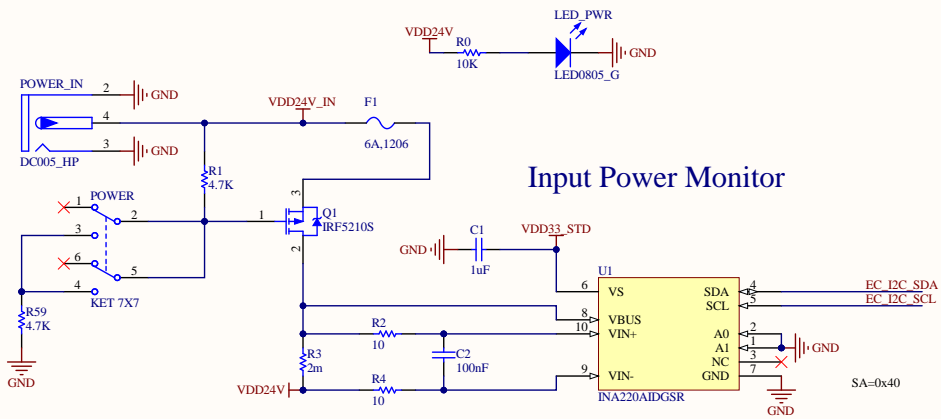 LED_PWR
VDD24V
R0
10K
GND
LED0805_G
POWER_IN
2
GND
4
3
GND
DC005_HP
VDD24V_IN
F1
6A,1206
R1
4.7K
Input Power Monitor
POWER
1
2
3
6
5
4
KET 7X7
R59
4.7K
GND
3
1
Q1
IRF5210S
2
GND
C1
1uF
VDD33_STD
U1
6
VS
8
VBUS
10
VIN+
9
VIN-
SDA
4
EC_I2C_SDA
SCL
5
EC_I2C_SCL
A0
2
A1
1
GND
NC
3
GND
7
GND
INA220AIDGSR
SA=0x40
R2
10
R3
2m
C2
100nF
VDD24V
R4
10